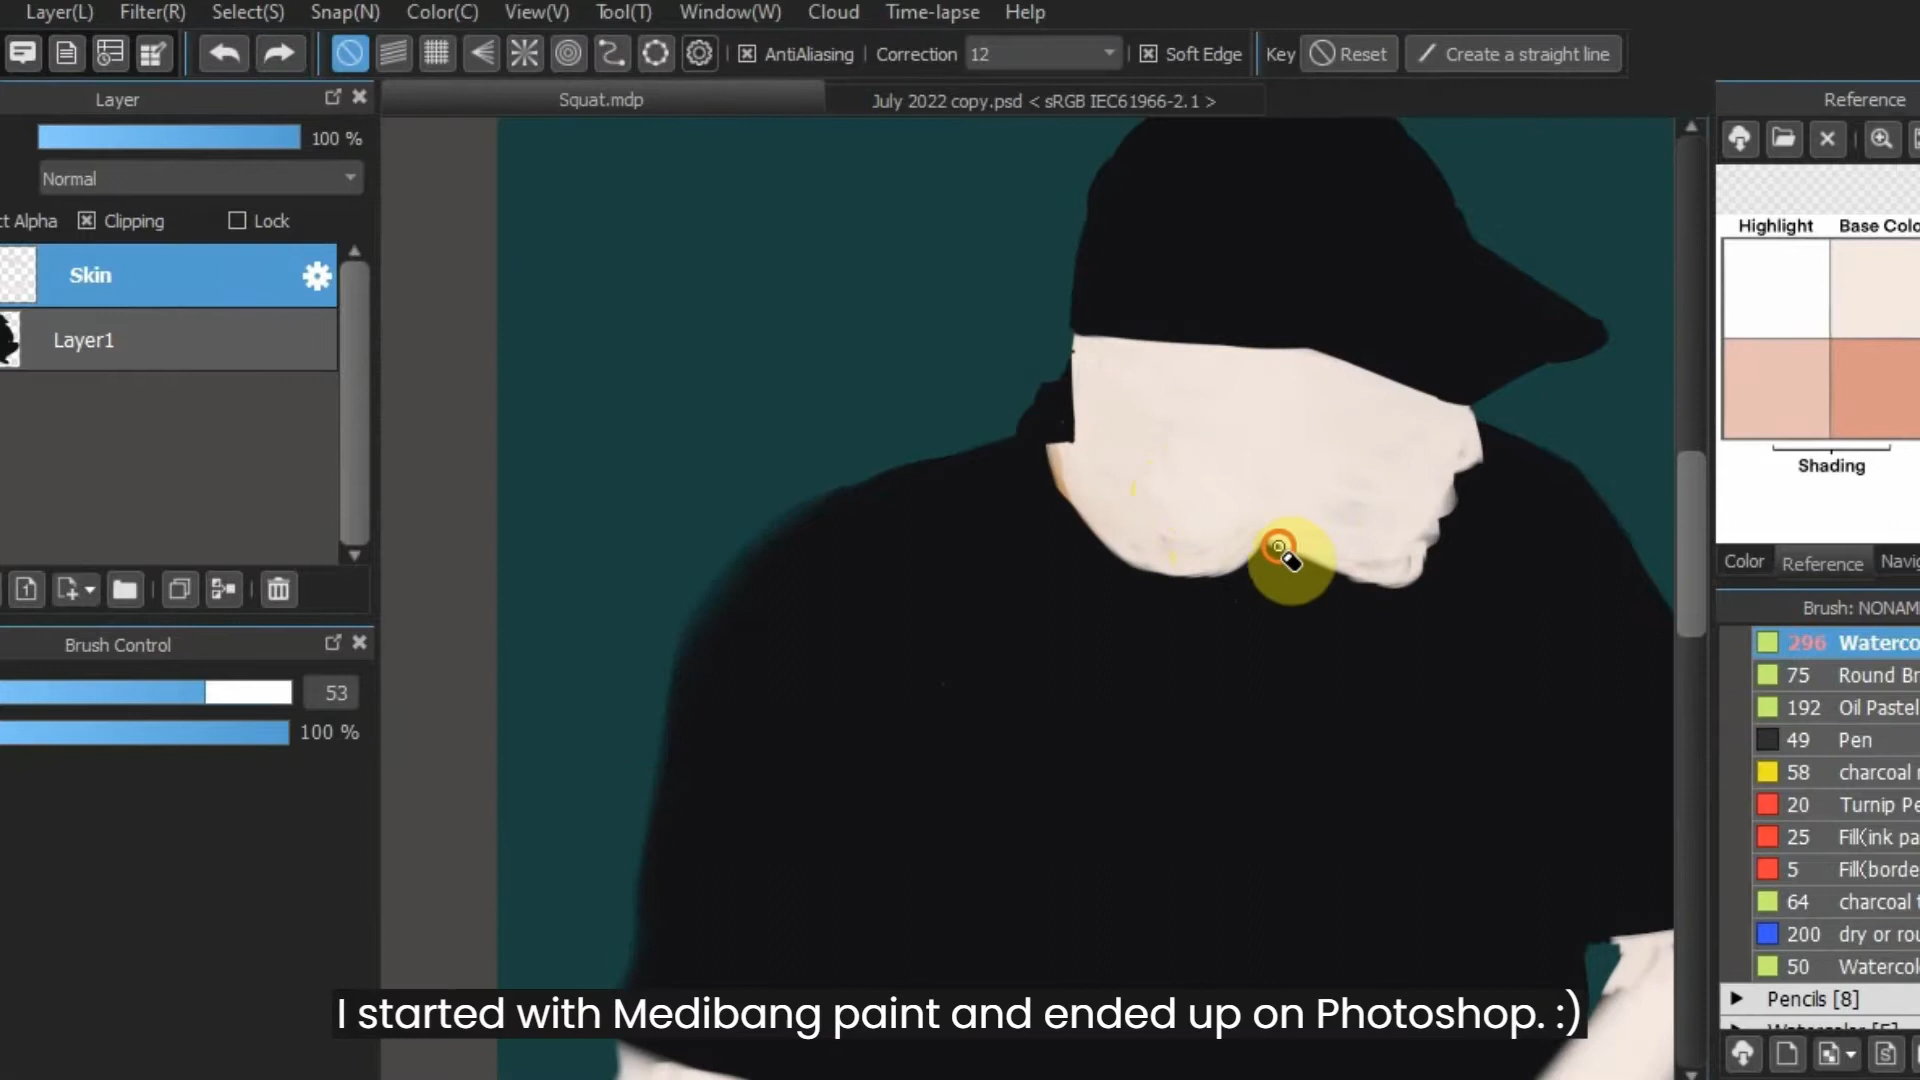 Layer(L) Filter(R) Select(S) Snap(N) Color(C) View(V) Tool(T) Window(W) Cloud Time-lapse Help
AntiAliasing Correction 12 Soft Edge Key Reset Create a straight line
Layer
Squat.mdp
July 2022 copy.psd < sRGB IEC61966-2.1 >
Reference
100 %
Normal
ct Alpha Clipping Lock
Skin
Layer1
Highlight Base Colo
Shading
Color Reference Navig
Brush Control
53
100 %
Brush: NONAM
296 Waterco
75 Round Br
192 Oil Pastel
49 Pen
58 charcoal
20 Turnip Pe
25 Fill(ink pa
5 Fill(borde
64 charcoal t
200 dry or rou
50 Watercol
Pencils [8]
I started with Medibang paint and ended up on Photoshop. :)